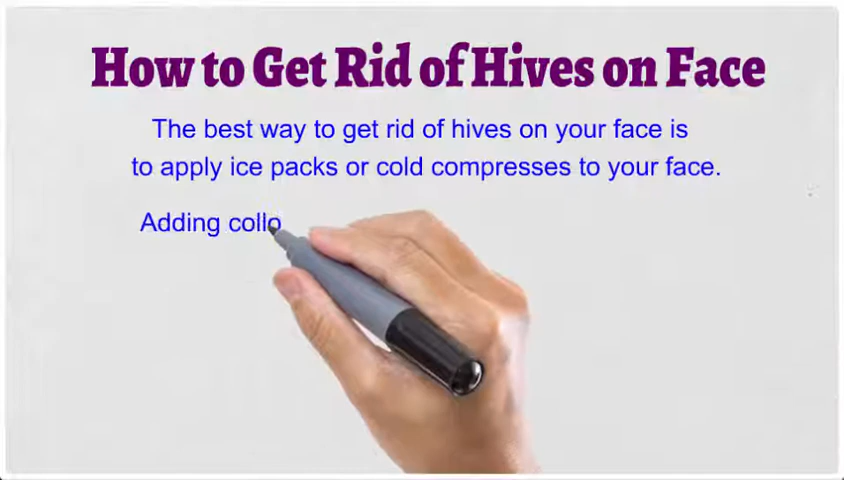 How to Get Rid of Hives on Face
The best way to get rid of hives on your face is
to apply ice packs or cold compresses to your face.
Adding collo